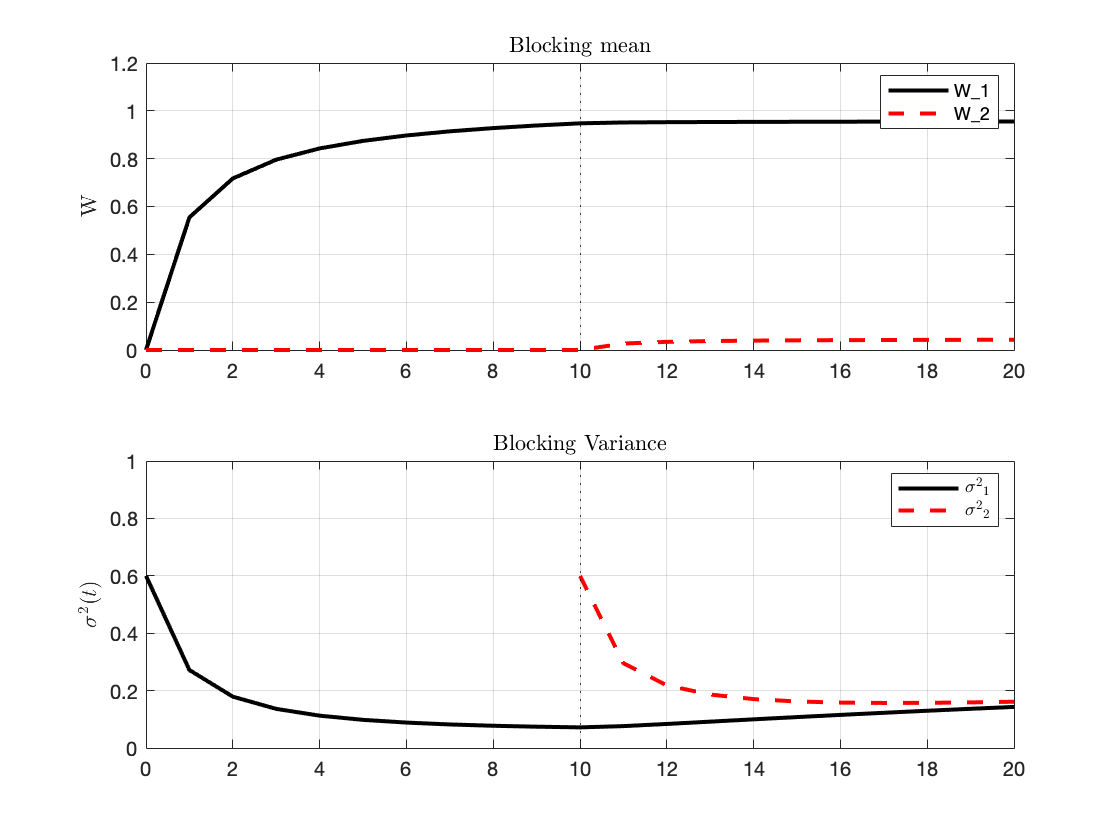 Blocking mean
1.2
1
0.8
0.6
0.4
0.2
0
W
W_1
W_2
0 2 4 6 8 10 12 14 16 18 20
Blocking Variance
1
0.8
0.6
0.4
0.2
0
σ²(t)
σ²₁
σ²₂
0 2 4 6 8 10 12 14 16 18 20